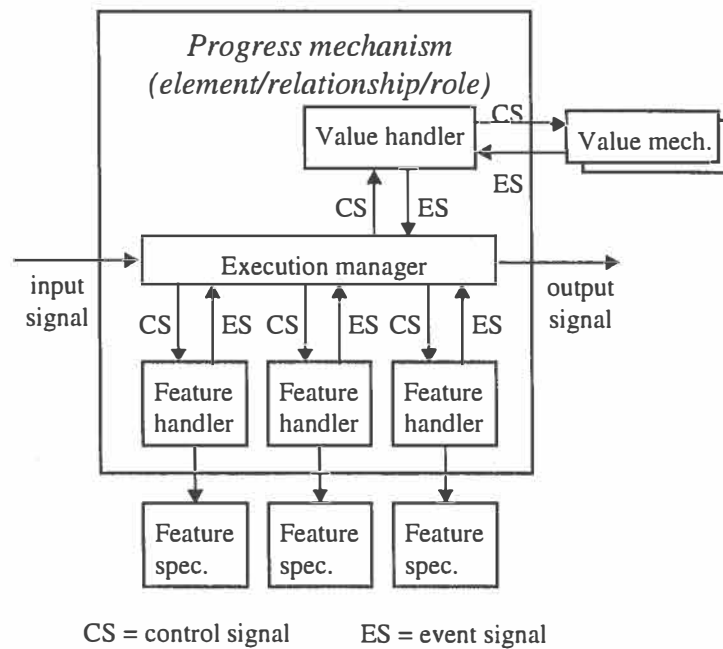 Progress mechanism
(element/relationship/role)
CS
Value handler
Value mech.
ES
CS
ES
Execution manager
input
signal
output
signal
CS
ES
CS
ES
CS
ES
Feature
handler
Feature
handler
Feature
handler
Feature
spec.
Feature
spec.
Feature
spec.
CS = control signal
ES = event signal